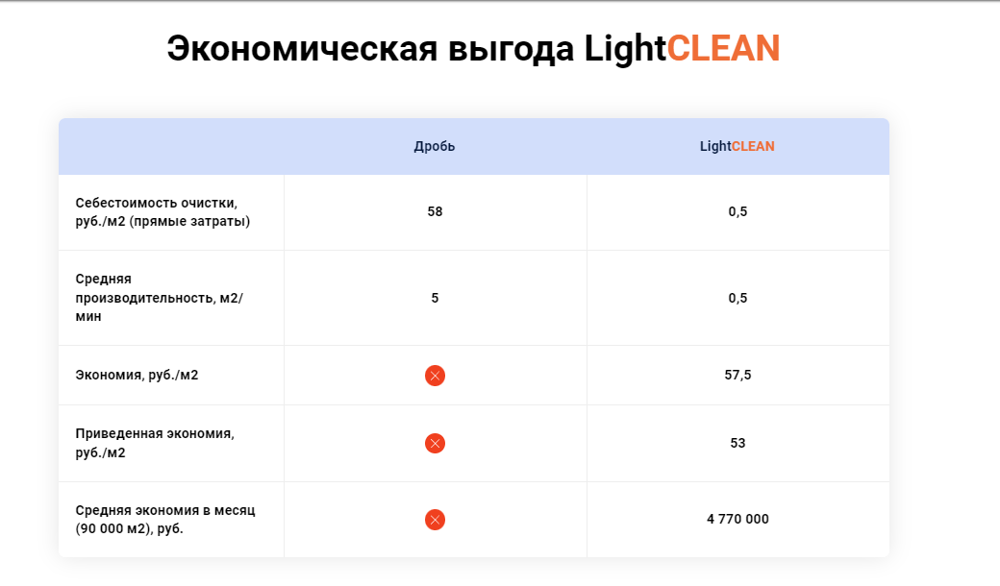 Экономическая выгода LightCLEAN
Дробь
LightCLEAN
Себестоимость очистки,
руб./м2 (прямые затраты)
58
0,5
Средняя
производительность, м2/
мин
5
0,5
Экономия, руб./м2
57,5
Приведенная экономия,
руб./м2
53
Средняя экономия в месяц
(90 000 м2), руб.
4 770 000